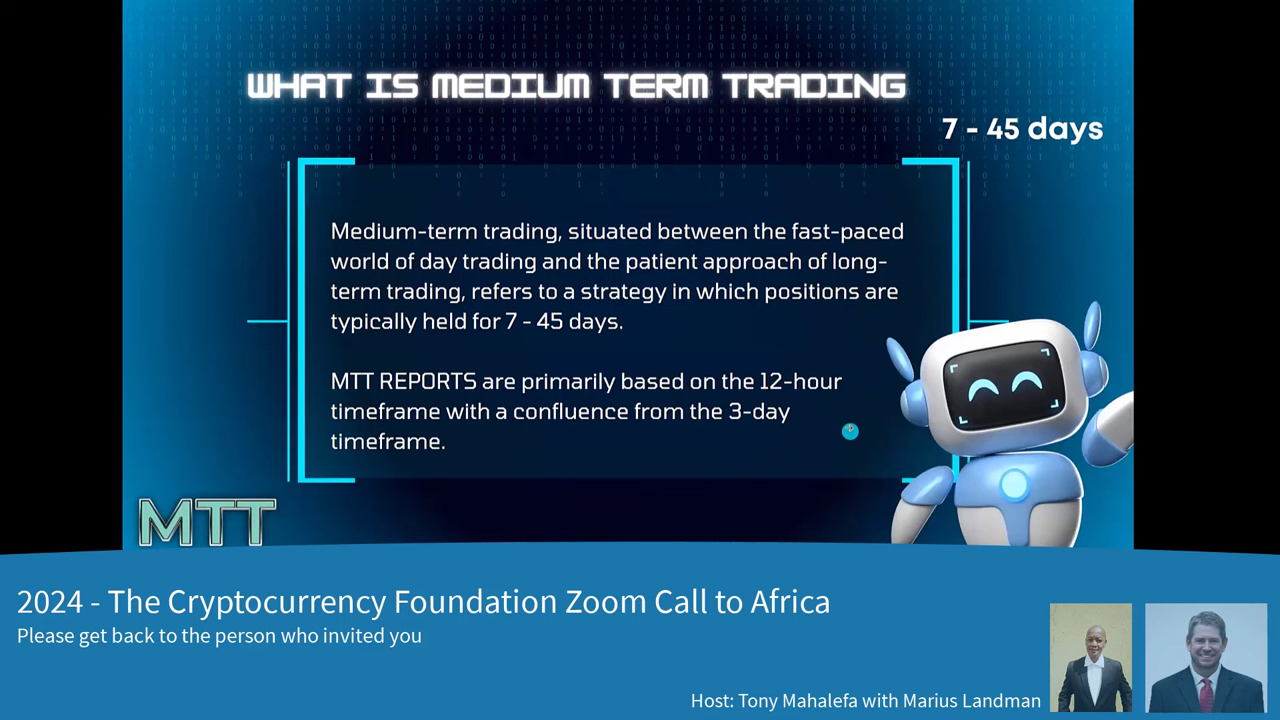 WHAT IS MEDIUM TERM TRADING
7 - 45 days
Medium-term trading, situated between the fast-paced
world of day trading and the patient approach of long-
term trading, refers to a strategy in which positions are
typically held for 7 - 45 days.
MTT REPORTS are primarily based on the 12-hour
timeframe with a confluence from the 3-day
timeframe.
MTT
2024 - The Cryptocurrency Foundation Zoom Call to Africa
Please get back to the person who invited you
Host: Tony Mahalefa with Marius Landman